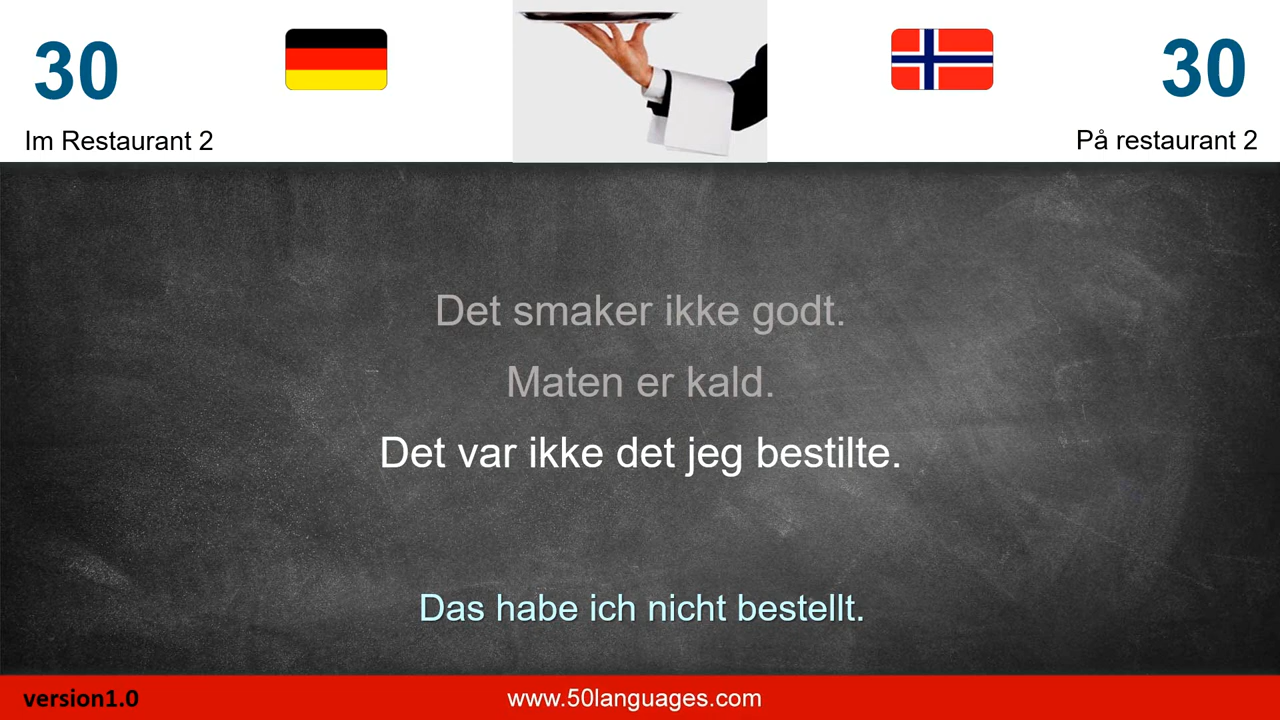 30
30
Im Restaurant 2
På restaurant 2
Det smaker ikke godt.
Maten er kald.
Det var ikke det jeg bestilte.
Das habe ich nicht bestellt.
version1.0
www.50languages.com